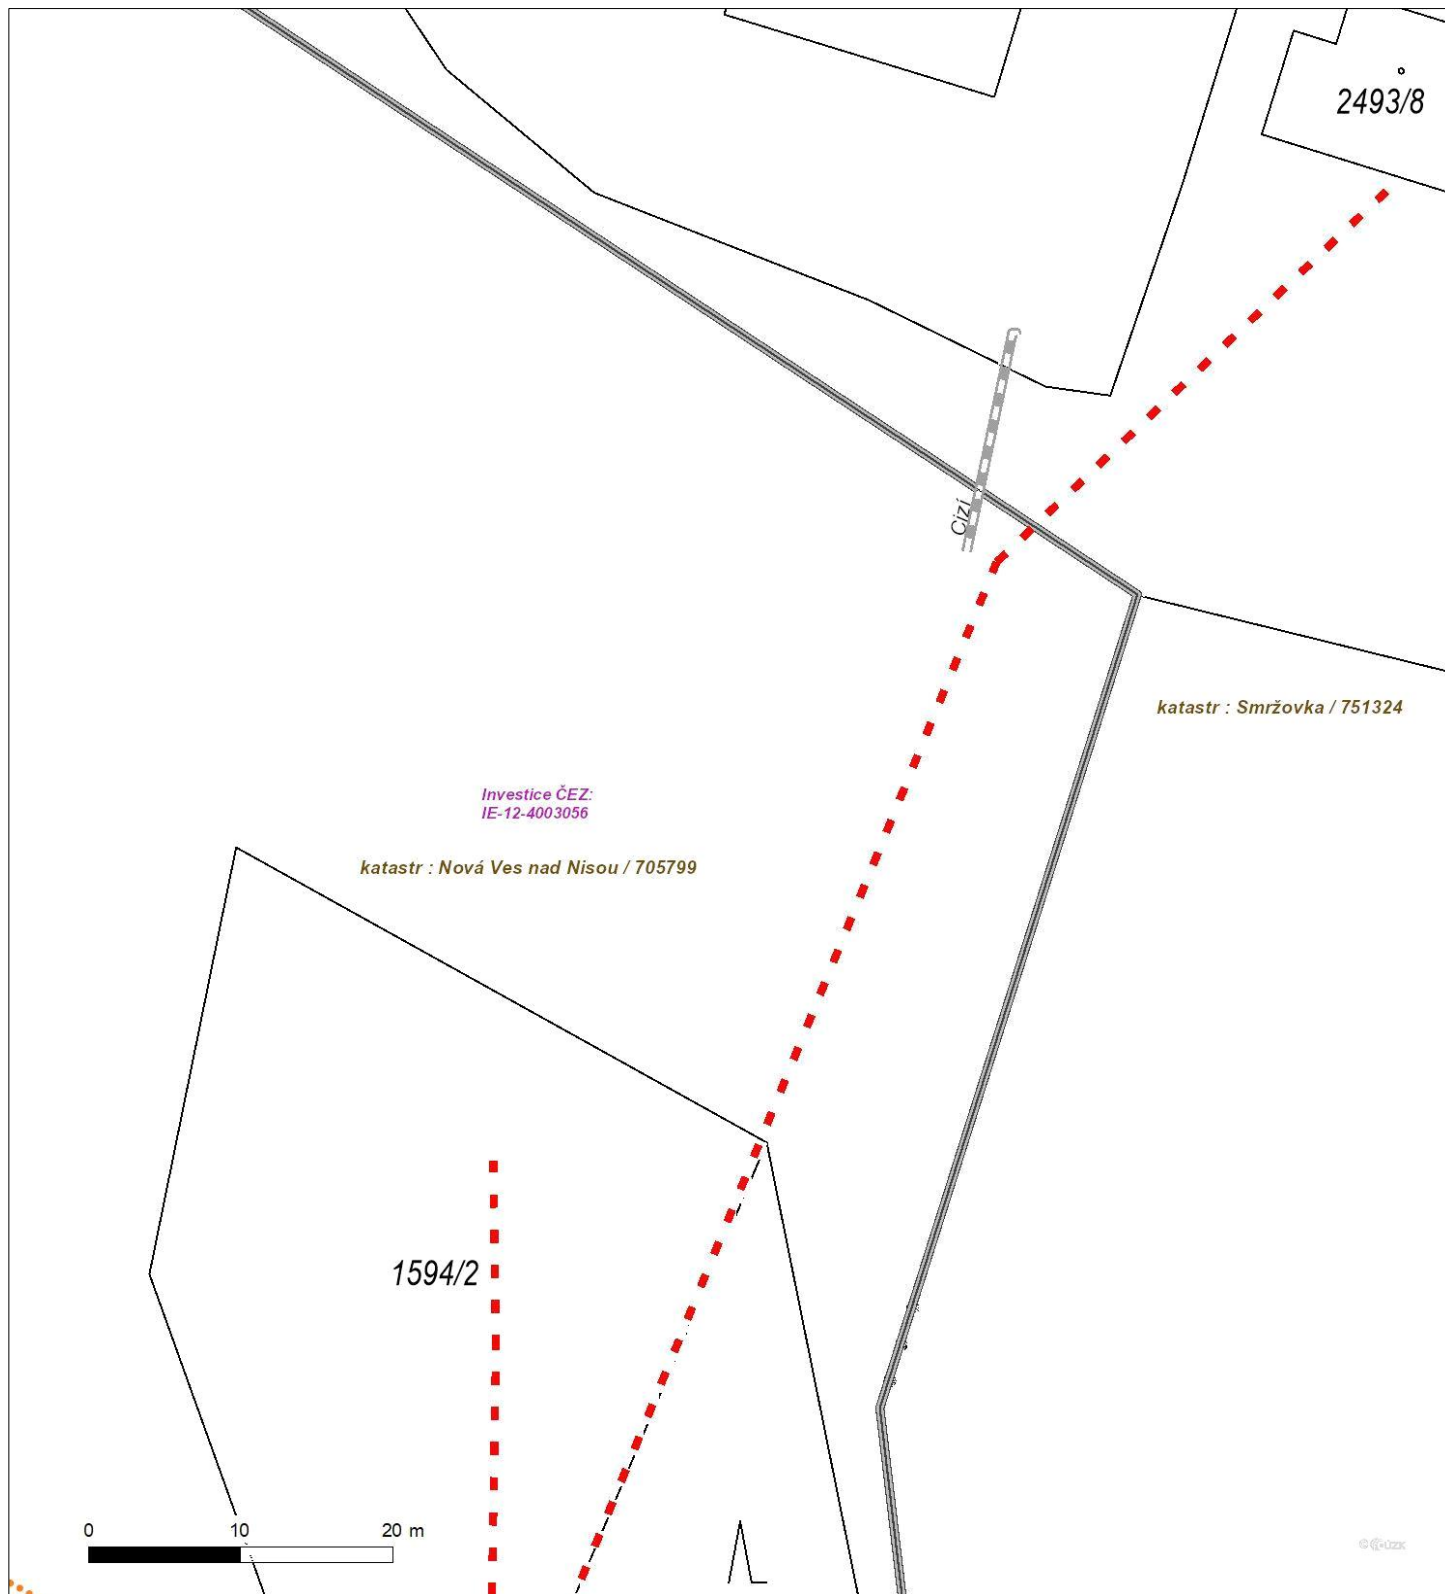 2493/8
Cizí
katastr : Smržovka / 751324
Investice ČEZ:
IE-12-4003056
katastr : Nová Ves nad Nisou / 705799
1594/2
0 10 20 m